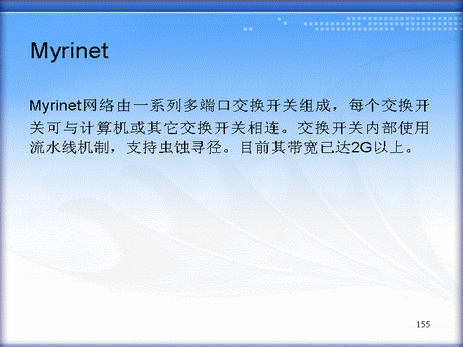 Myrinet
Myrinet网络由一系列多端口交换开关组成，每个交换开
关可与计算机或其它交换开关相连。交换开关内部使用
流水线机制，支持虫蚀寻径。目前其带宽已达2G以上。
155